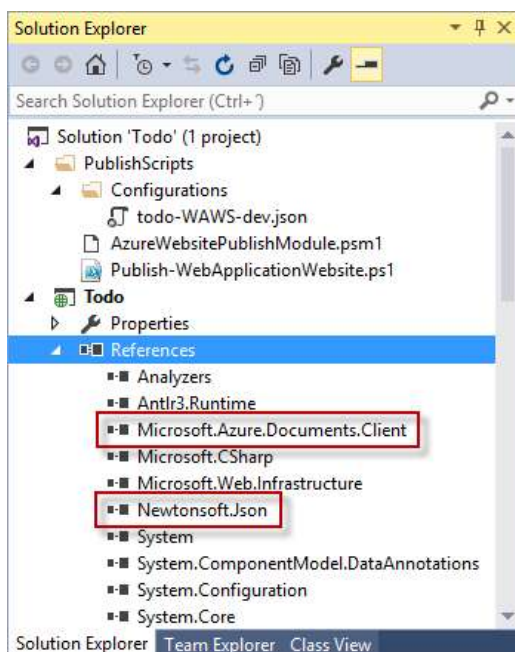 Solution Explorer
Search Solution Explorer (Ctrl+¨)
Solution 'Todo' (1 project)
PublishScripts
Configurations
todo-WAWS-dev.json
AzureWebsitePublishModule.psm1
Publish-WebApplicationWebsite.ps1
Todo
Properties
References
Analyzers
Antlr3.Runtime
Microsoft.Azure.Documents.Client
Microsoft.CSharp
Microsoft.Web.Infrastructure
Newtonsoft.Json
System
System.ComponentModel.DataAnnotations
System.Configuration
System.Core
Solution Explorer Team Explorer Class View